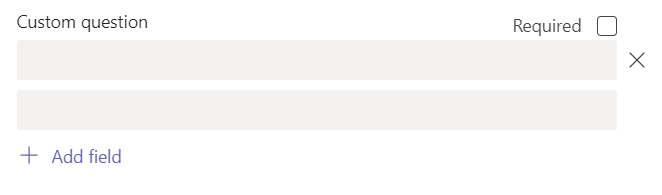 Custom question
Required
Add field